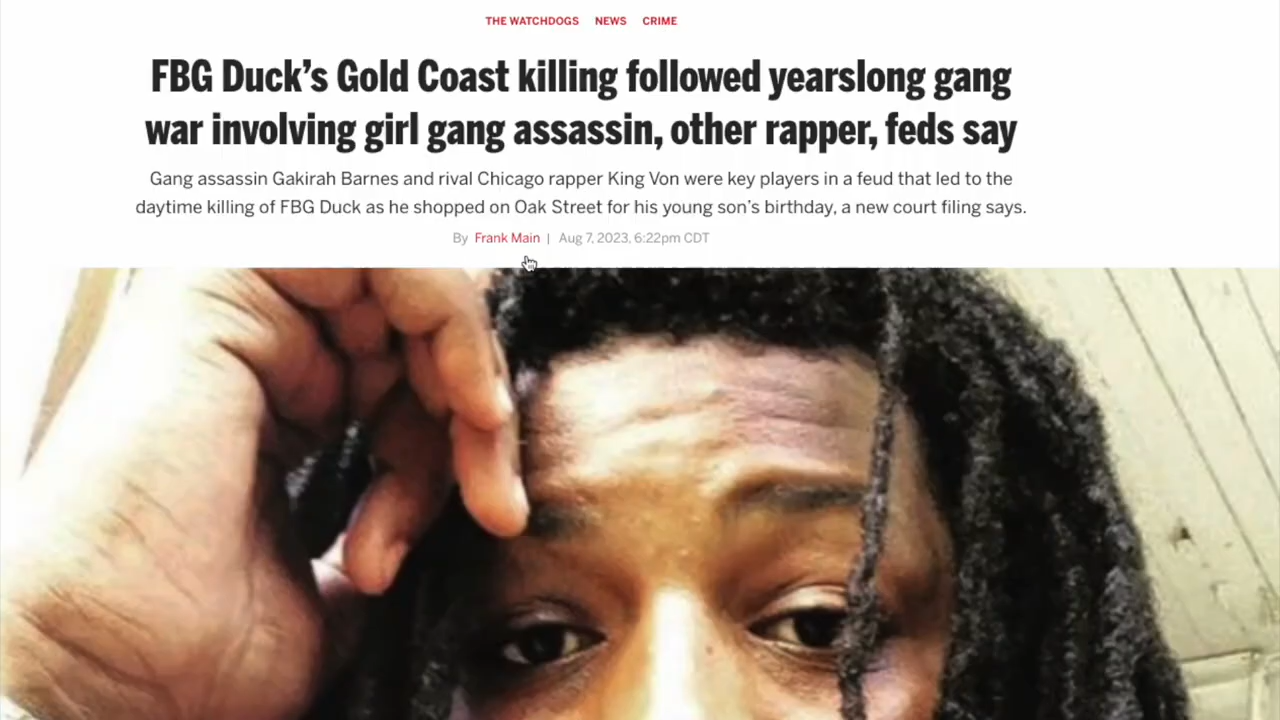 THE WATCHDOGS NEWS CRIME
FBG Duck's Gold Coast killing followed yearslong gang
war involving girl gang assassin, other rapper, feds say
Gang assassin Gakirah Barnes and rival Chicago rapper King Von were key players in a feud that led to the
daytime killing of FBG Duck as he shopped on Oak Street for his young son's birthday, a new court filing says.
By Frank Main | Aug 7, 2023, 6:22pm CDT